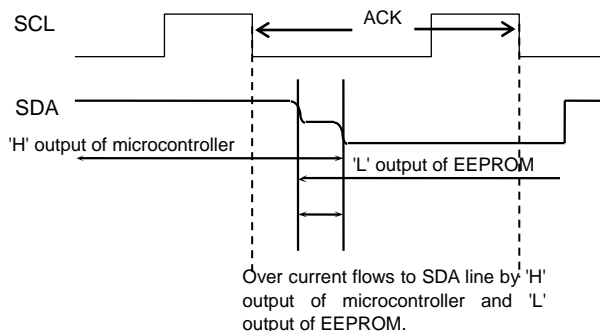 SCL
ACK
SDA
'H' output of microcontroller
'L' output of EEPROM
Over current flows to SDA line by 'H'
output of microcontroller and 'L'
output of EEPROM.